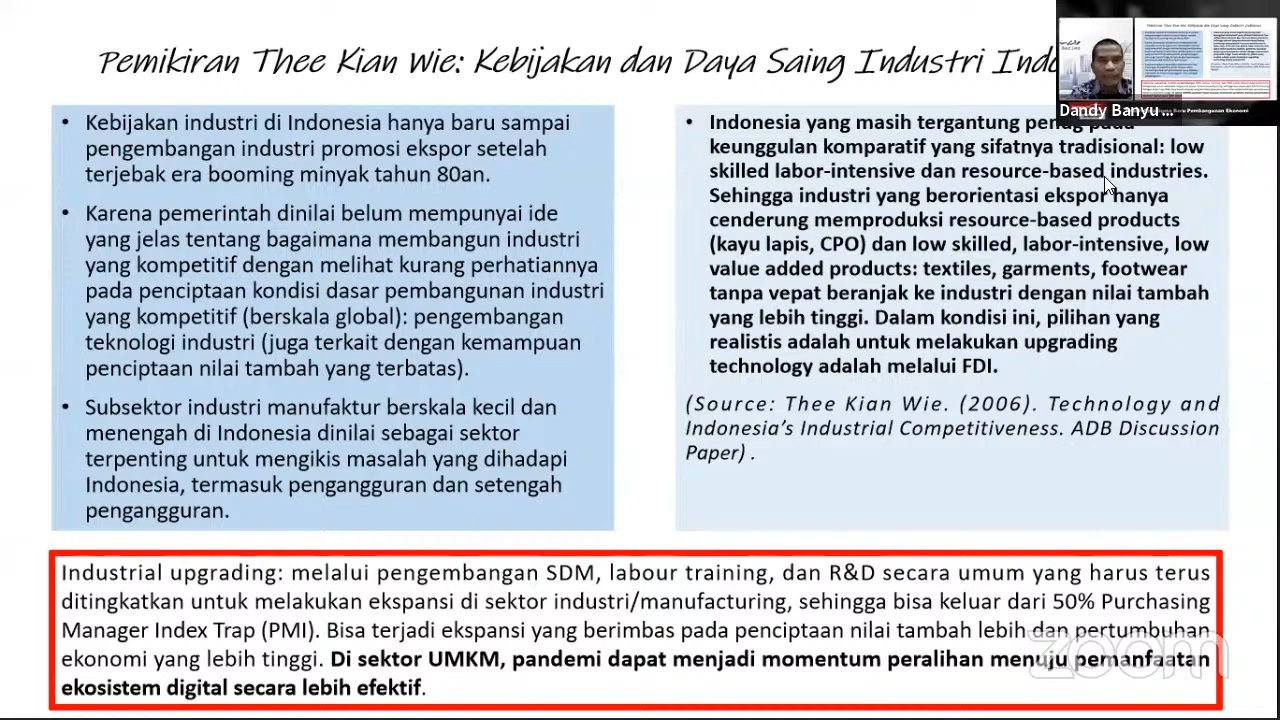 Pemikiran Thee Kian Wie: akan dan Daya Saing Industri Ind
• Kebijakan industri di Indonesia hanya baru sampai
pengembangan industri promosi ekspor setelah
terjebak era booming minyak tahun 80an.
• Karena pemerintah dinilai belum mempunyai ide
yang jelas tentang bagaimana membangun industri
yang kompetitif dengan melihat kurang perhatiannya
pada penciptaan kondisi dasar pembangunan industri
yang kompetitif (berskala global): pengembangan
teknologi industri (juga terkait dengan kemampuan
penciptaan nilai tambah yang terbatas).
• Subsektor industri manufaktur berskala kecil dan
menengah di Indonesia dinilai sebagai sektor
terpenting untuk mengikis masalah yang dihadapi
Indonesia, termasuk pengangguran dan setengah
pengangguran.
• Indonesia yang masih tergantung pada
keunggulan komparatif yang sifatnya tradisional: low
skilled labor-intensive dan resource-based industries.
Sehingga industri yang berorientasi ekspor hanya
cenderung memproduksi resource-based products
(kayu lapis, CPO) dan low skilled, labor-intensive, low
value added products: textiles, garments, footwear
tanpa vepat beranjak ke industri dengan nilai tambah
yang lebih tinggi. Dalam kondisi ini, pilihan yang
realistis adalah untuk melakukan upgrading
technology adalah melalui FDI.
(Source: Thee Kian Wie. (2006). Technology and
Indonesia's Industrial Competitiveness. ADB Discussion
Paper) .
Industrial upgrading: melalui pengembangan SDM, labour training, dan R&D secara umum yang harus terus
ditingkatkan untuk melakukan ekspansi di sektor industri/manufacturing, sehingga bisa keluar dari 50% Purchasing
Manager Index Trap (PMI). Bisa terjadi ekspansi yang berimbas pada penciptaan nilai tambah lebih dan pertumbuhan
ekonomi yang lebih tinggi. Di sektor UMKM, pandemi dapat menjadi momentum peralihan menuju pemanfaatan
ekosistem digital secara lebih efektif.
Dandy Banyu ...
Pembangunan Ekonomi
zoom